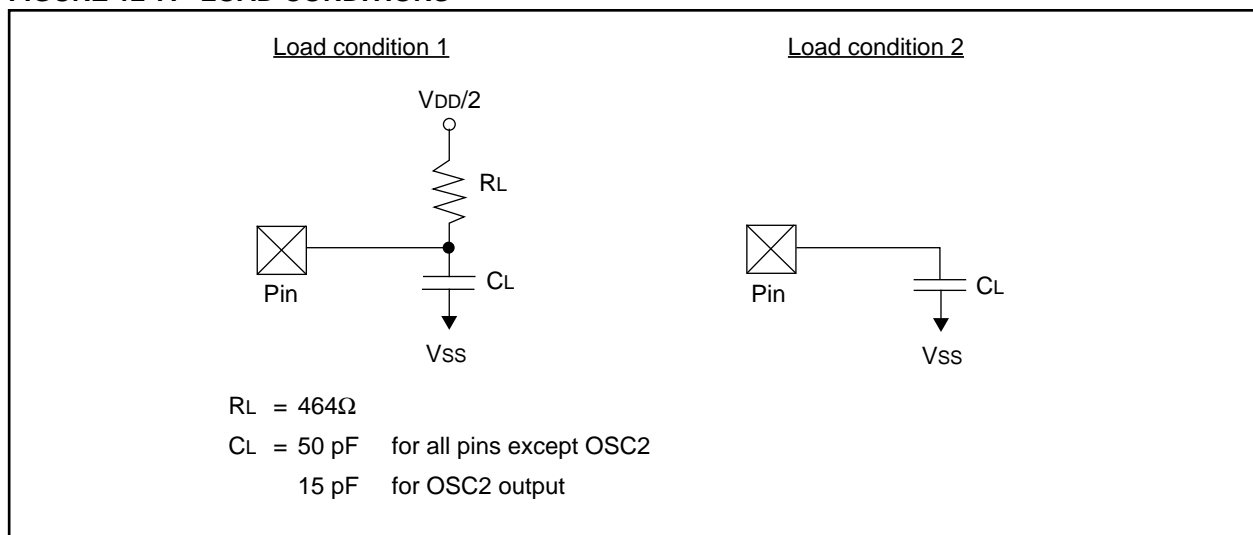 Load condition 1
Load condition 2
VDD/2
RL
CL
Pin
VSS
CL
Pin
VSS
RL = 464Ω
CL = 50 pF for all pins except OSC2
15 pF for OSC2 output